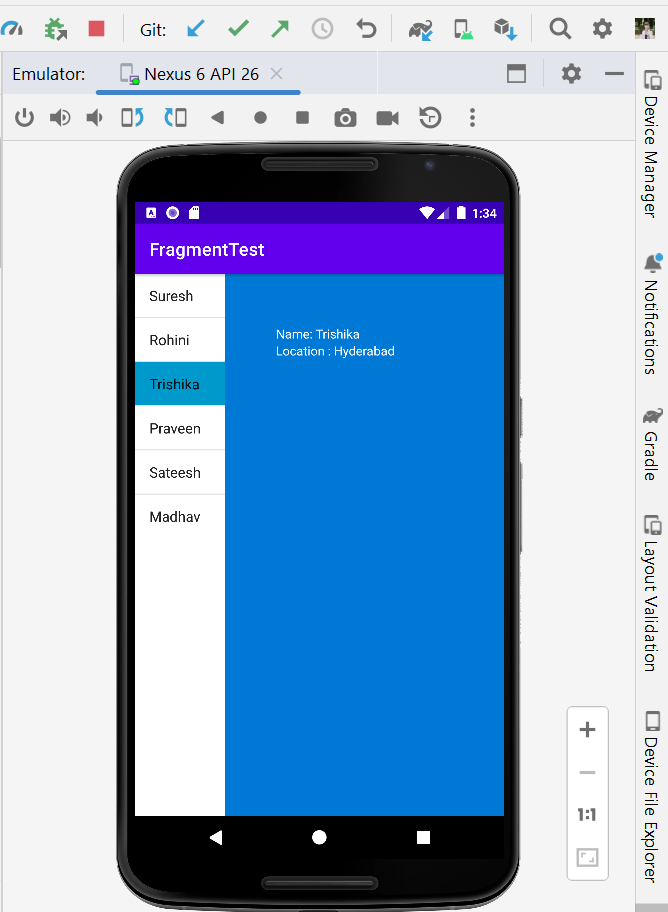 Git:
Emulator:
Nexus 6 API 26
A
1:34
FragmentTest
Suresh
Rohini
Trishika
Praveen
Sateesh
Madhav
Name: Trishika
Location : Hyderabad
1:1
Device Manager
Notifications
Gradle
Layout Validation
Device File Explorer